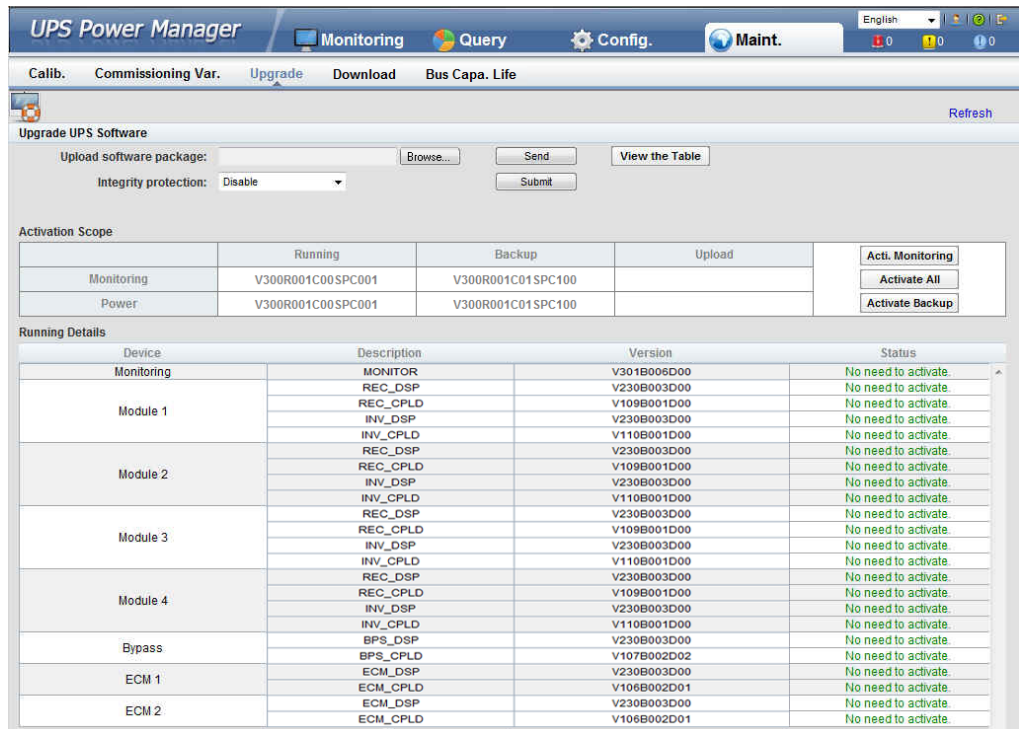 UPS Power Manager
Monitoring Query Config. Maint.
English
0 0 0
Calib. Commissioning Var. Upgrade Download Bus Capa. Life
Refresh
Upgrade UPS Software
Upload software package: Browse... Send View the Table
Integrity protection: Disable Submit
Activation Scope
Running Backup Upload
Monitoring V300R001C00SPC001 V300R001C01SPC100
Power V300R001C00SPC001 V300R001C01SPC100
Acti. Monitoring
Activate All
Activate Backup
Running Details
Device Description Version Status
Monitoring MONITOR V301B006D00 No need to activate.
Module 1 REC_DSP V230B003D00 No need to activate.
REC_CPLD V109B001D00 No need to activate.
INV_DSP V230B003D00 No need to activate.
INV_CPLD V110B001D00 No need to activate.
Module 2 REC_DSP V230B003D00 No need to activate.
REC_CPLD V109B001D00 No need to activate.
INV_DSP V230B003D00 No need to activate.
INV_CPLD V110B001D00 No need to activate.
Module 3 REC_DSP V230B003D00 No need to activate.
REC_CPLD V109B001D00 No need to activate.
INV_DSP V230B003D00 No need to activate.
INV_CPLD V110B001D00 No need to activate.
Module 4 REC_DSP V230B003D00 No need to activate.
REC_CPLD V109B001D00 No need to activate.
INV_DSP V230B003D00 No need to activate.
INV_CPLD V110B001D00 No need to activate.
Bypass BPS_DSP V230B003D00 No need to activate.
BPS_CPLD V107B002D02 No need to activate.
ECM 1 ECM_DSP V230B003D00 No need to activate.
ECM_CPLD V106B002D01 No need to activate.
ECM 2 ECM_DSP V230B003D00 No need to activate.
ECM_CPLD V106B002D01 No need to activate.